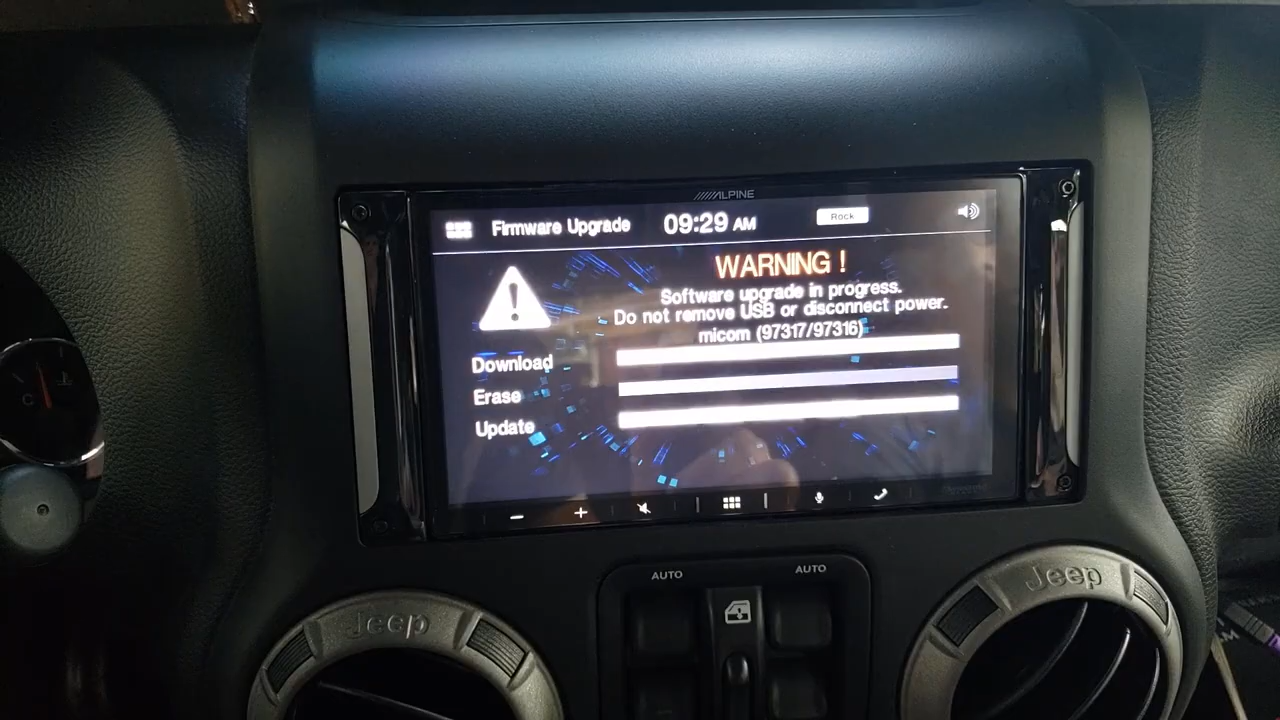 ALPINE
Firmware Upgrade 09:29 AM Rock
WARNING !
Software upgrade in progress.
Do not remove USB or disconnect power.
micom (97317/97316)
Download
Erase
Update
AUTO AUTO
Jeep Jeep
C